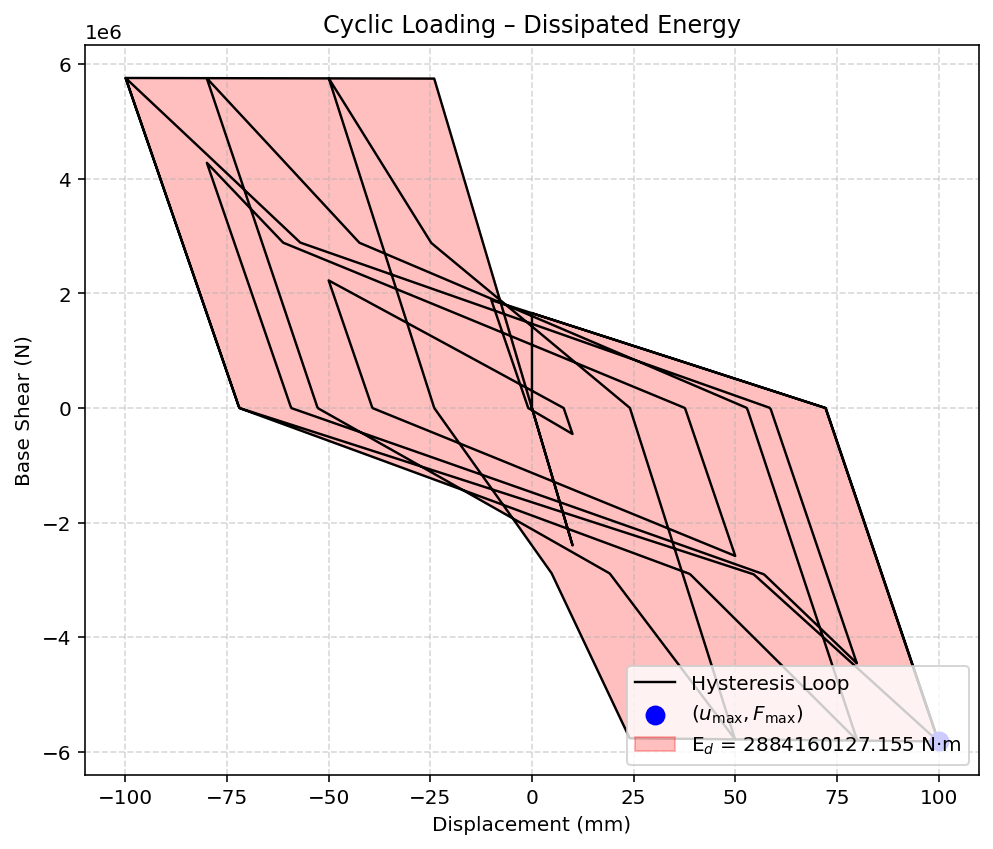 Cyclic Loading – Dissipated Energy
1e6
6
4
2
0
−2
−4
−6
Base Shear (N)
−100
−75
−50
−25
0
25
50
75
100
Displacement (mm)
Hysteresis Loop
(u_max, F_max)
E_d = 2884160127.155 N·m